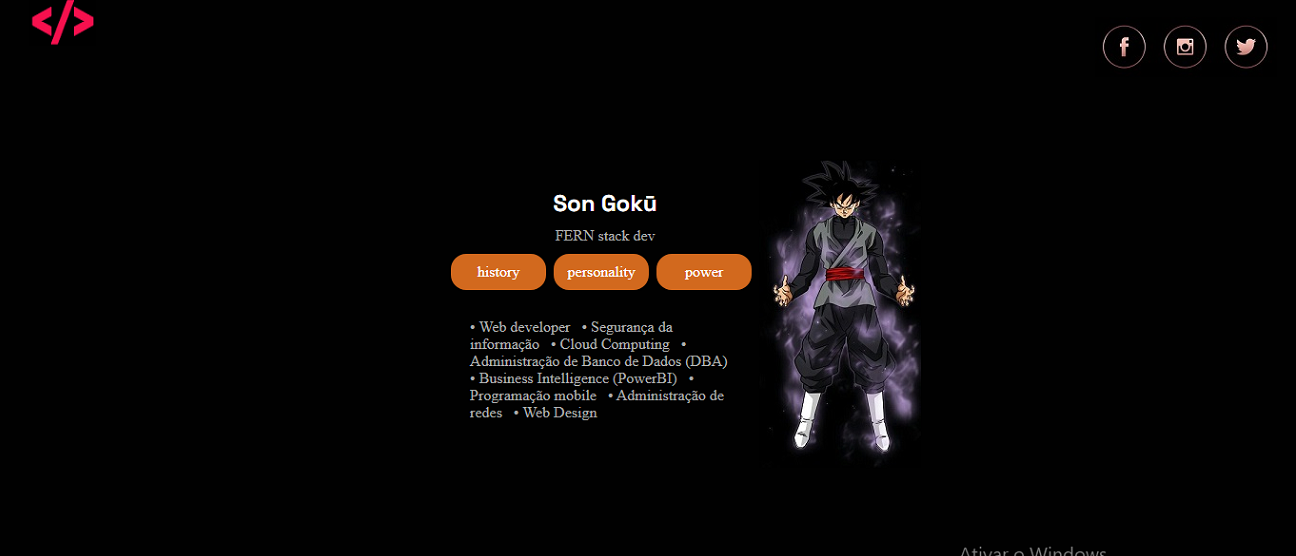 </>
Son Gokū
FERN stack dev
history personality power
• Web developer • Segurança da
informação • Cloud Computing •
Administração de Banco de Dados (DBA)
• Business Intelligence (PowerBI) •
Programação mobile • Administração de
redes • Web Design
Ativar o Windows